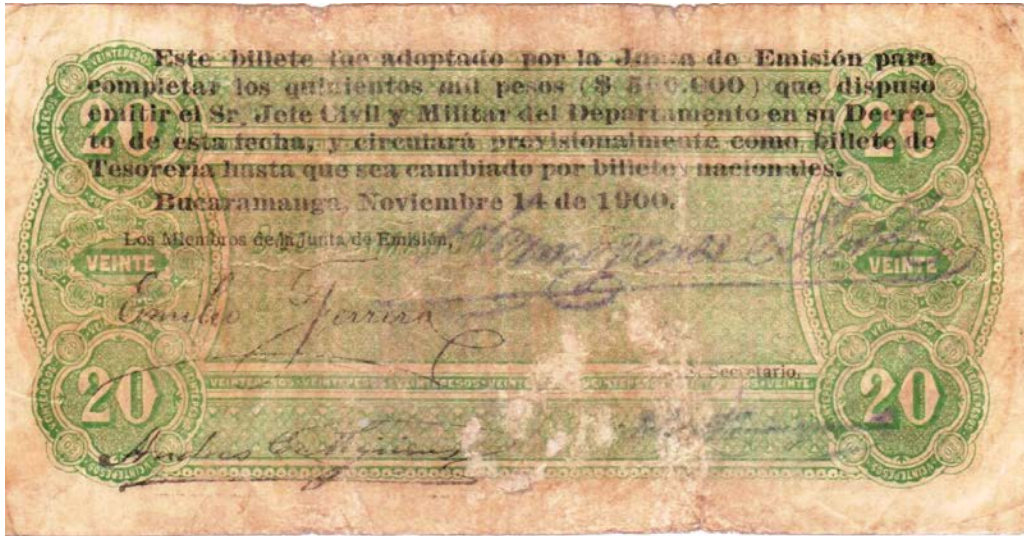 Este billete fue adoptado por la Junta de Emisión para
completar los quinientos mil pesos ($ 500.000) que dispuso
emitir el Sr. Jefe Civil y Militar del Departamento en su Decre-
to de esta fecha, y circulará provisionalmente como billete de
Tesorería hasta que sea cambiado por billetes nacionales.
Bucaramanga, Noviembre 14 de 1900.
Los Miembros de la Junta de Emisión,
20
20
VEINTE
VEINTE
Emilio Ferrero
Secretario,
20
20
VEINTEPESOS